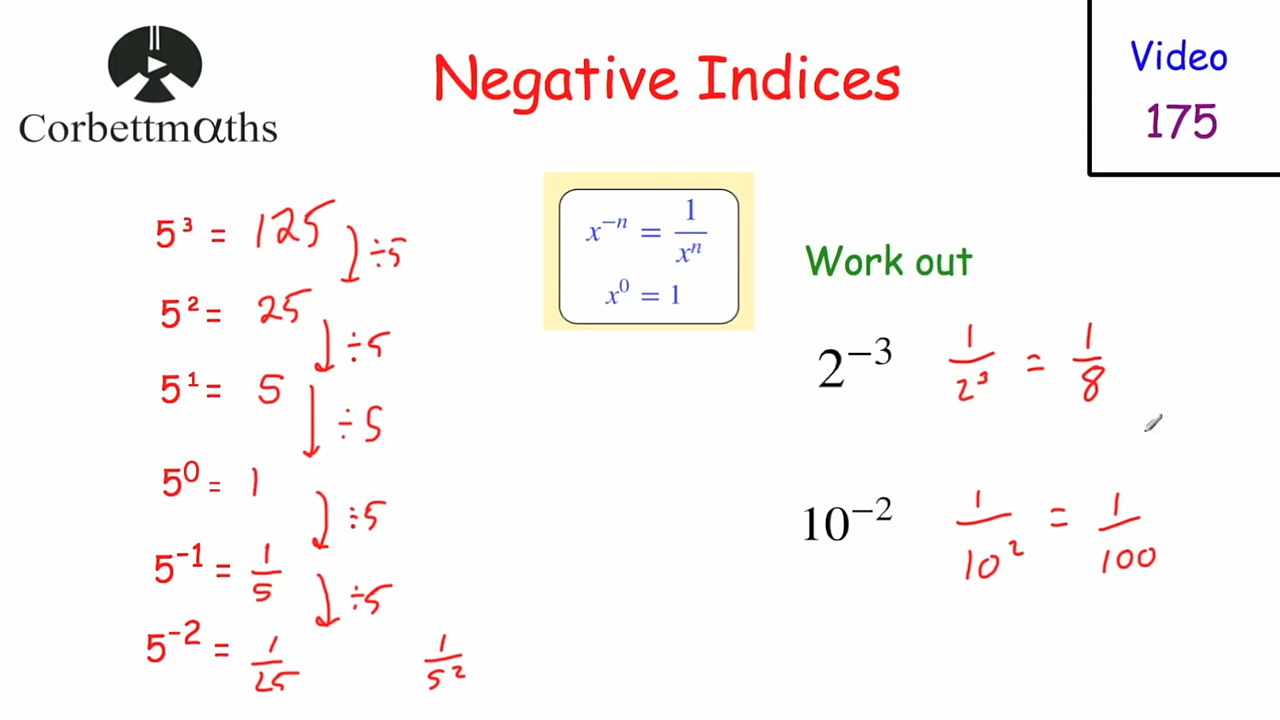 Corbettmαths
Negative Indices
Video
175
5³ = 125
÷5
5² = 25
÷5
5¹ = 5
÷5
5⁰ = 1
÷5
5⁻¹ = 1/5
÷5
5⁻² = 1/25
1/5²
x⁻ⁿ = 1/xⁿ
x⁰ = 1
Work out
2⁻³ 1/2³ = 1/8
10⁻² 1/10² = 1/100